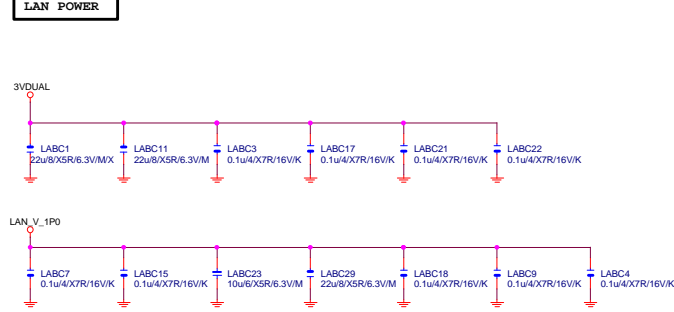 LAN POWER
3VDUAL
LABC1
22u/8/X5R/6.3V/M/X
LABC11
22u/8/X5R/6.3V/M
LABC3
0.1u/4/X7R/16V/K
LABC17
0.1u/4/X7R/16V/K
LABC21
0.1u/4/X7R/16V/K
LABC22
0.1u/4/X7R/16V/K
LAN_V_1P0
LABC7
0.1u/4/X7R/16V/K
LABC15
0.1u/4/X7R/16V/K
LABC23
10u/6/X5R/6.3V/M
LABC29
22u/8/X5R/6.3V/M
LABC18
0.1u/4/X7R/16V/K
LABC9
0.1u/4/X7R/16V/K
LABC4
0.1u/4/X7R/16V/K